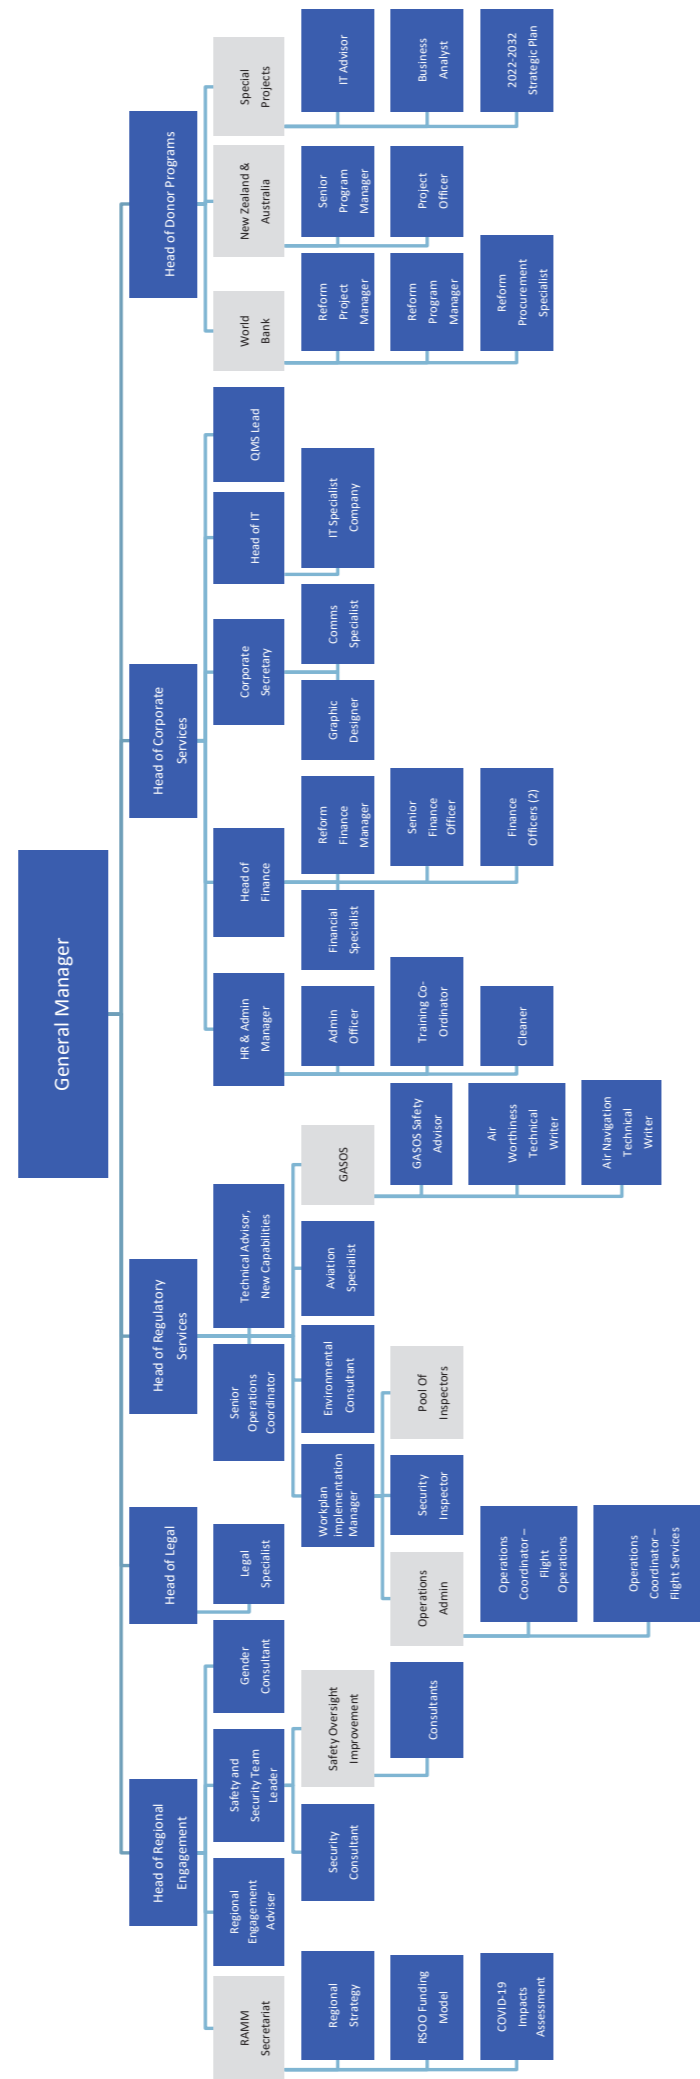 General Manager
Head of Regional
Engagement
RAMM
Secretariat
Regional
Strategy
RSOO Funding
Model
COVID-19
Impacts
Assessment
Regional
Engagement
Adviser
Safety and
Security Team
Leader
Security
Consultant
Safety Oversight
Improvement
Consultants
Gender
Consultant
Head of Legal
Legal
Specialist
Head of Regulatory
Services
Senior
Operations
Coordinator
Technical Advisor,
New Capabilities
Workplan
implementation
Manager
Operations
Admin
Operations
Coordinator –
Flight
Operations
Operations
Coordinator –
Flight Services
Security
Inspector
Pool Of
Inspectors
Environmental
Consultant
Aviation
Specialist
GASOS
GASOS Safety
Advisor
Air
Worthiness
Technical
Writer
Air Navigation
Technical
Writer
Head of Corporate
Services
HR & Admin
Manager
Admin
Officer
Training Co-
Ordinator
Cleaner
Head of
Finance
Financial
Specialist
Reform
Finance
Manager
Senior
Finance
Officer
Finance
Officers (2)
Corporate
Secretary
Graphic
Designer
Comms
Specialist
Head of IT
IT Specialist
Company
QMS Lead
Head of Donor Programs
World
Bank
Reform
Project
Manager
Reform
Program
Manager
Reform
Procurement
Specialist
New Zealand &
Australia
Senior
Program
Manager
Project
Officer
Special
Projects
IT Advisor
Business
Analyst
2022-2032
Strategic Plan